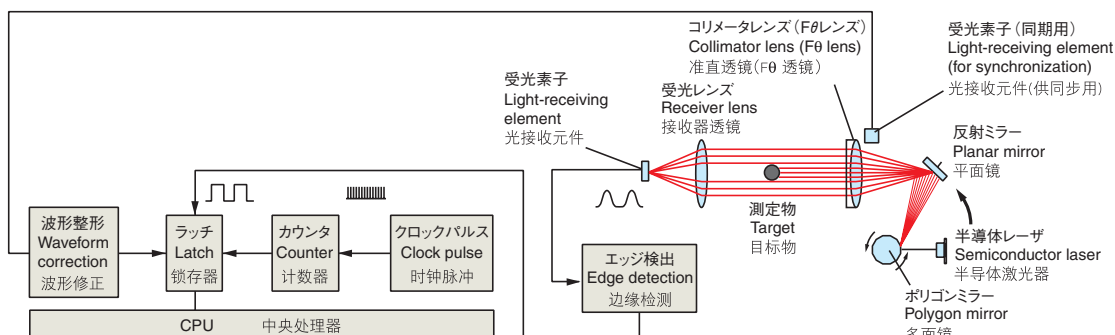 コリメータレンズ(Fθレンズ)
Collimator lens (Fθ lens)
准直透镜(Fθ 透镜)
受光素子(同期用)
Light-receiving element
(for synchronization)
光接收元件(供同步用)
受光素子
Light-receiving
element
光接收元件
受光レンズ
Receiver lens
接收器透镜
反射ミラー
Planar mirror
平面镜
測定物
Target
目标物
波形整形
Waveform
correction
波形修正
ラッチ
Latch
锁存器
カウンタ
Counter
计数器
クロックパルス
Clock pulse
时钟脉冲
エッジ検出
Edge detection
边缘检测
半導体レーザ
Semiconductor laser
半导体激光器
ポリゴンミラー
Polygon mirror
多面镜
CPU 中央处理器